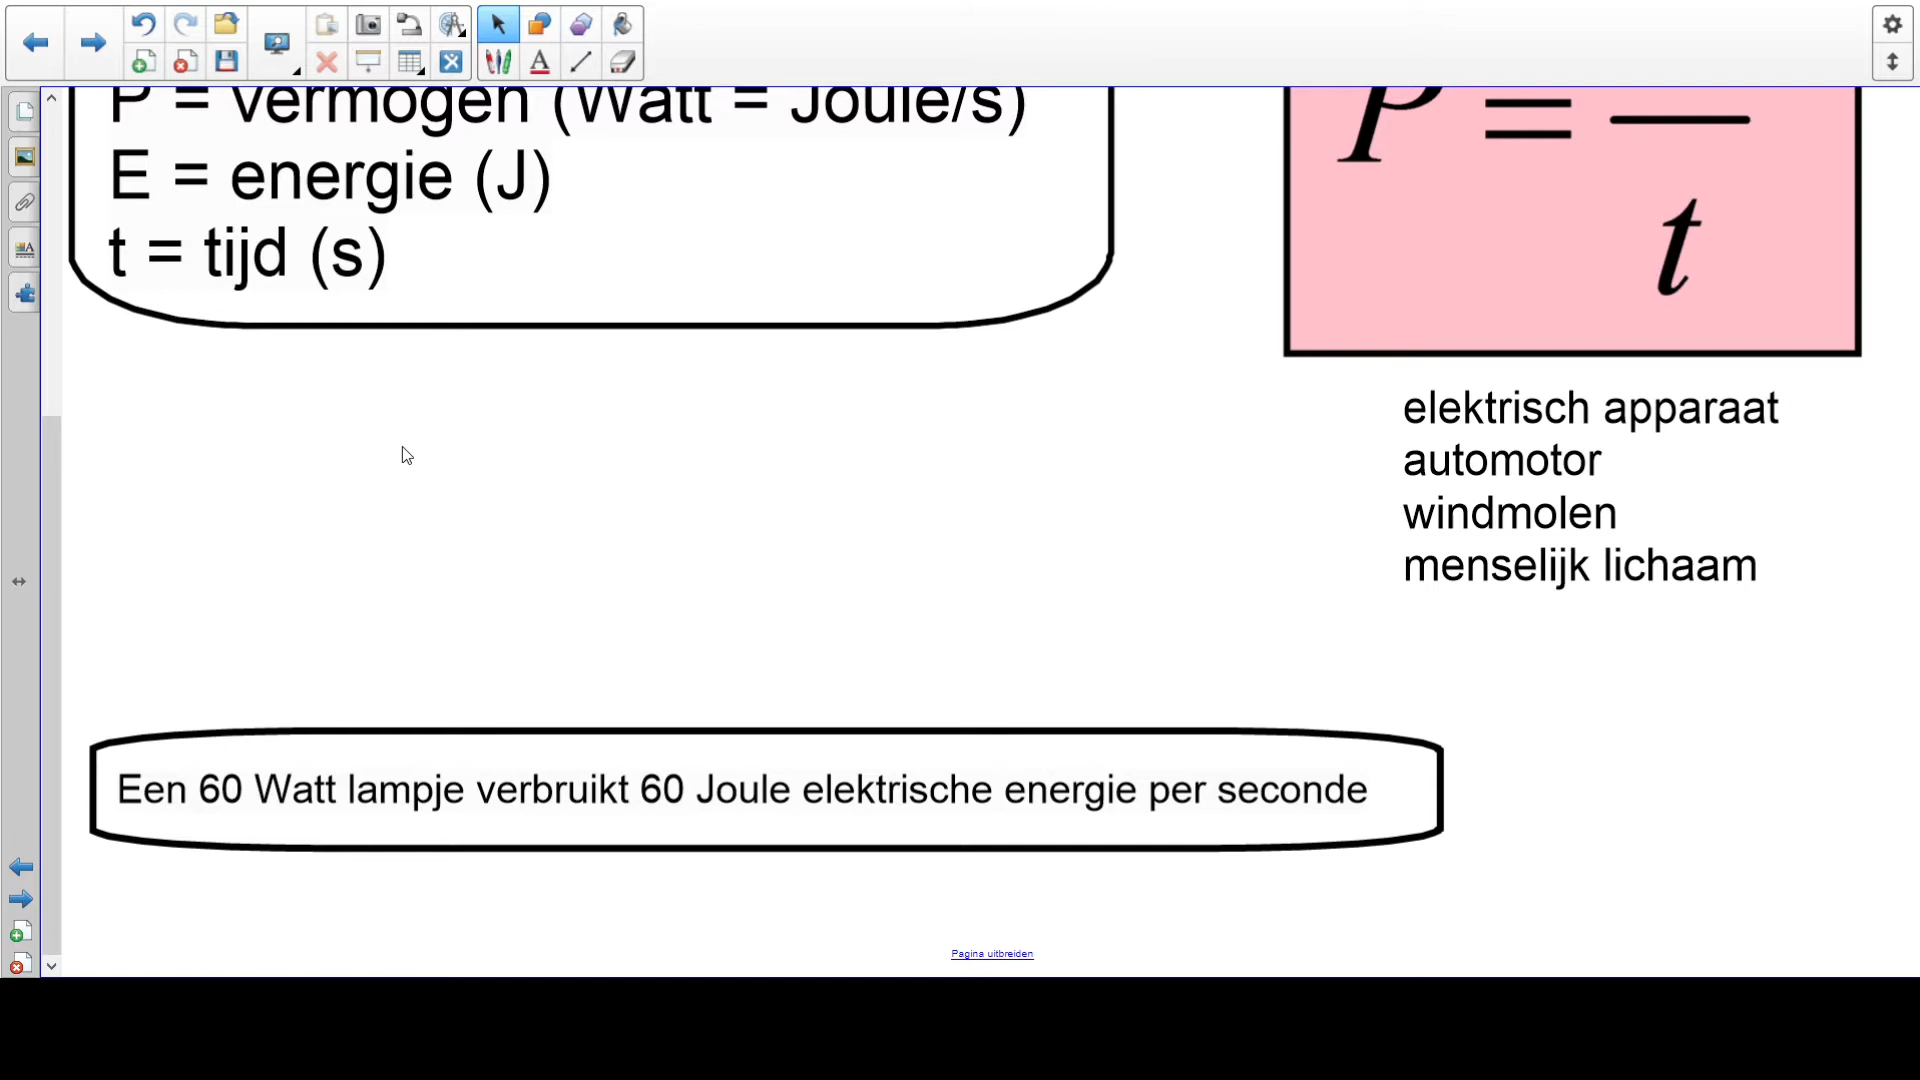 P = vermogen (Watt = Joule/s)
E = energie (J)
t = tijd (s)
P = —
t
elektrisch apparaat
automotor
windmolen
menselijk lichaam
Een 60 Watt lampje verbruikt 60 Joule elektrische energie per seconde
Pagina uitbreiden